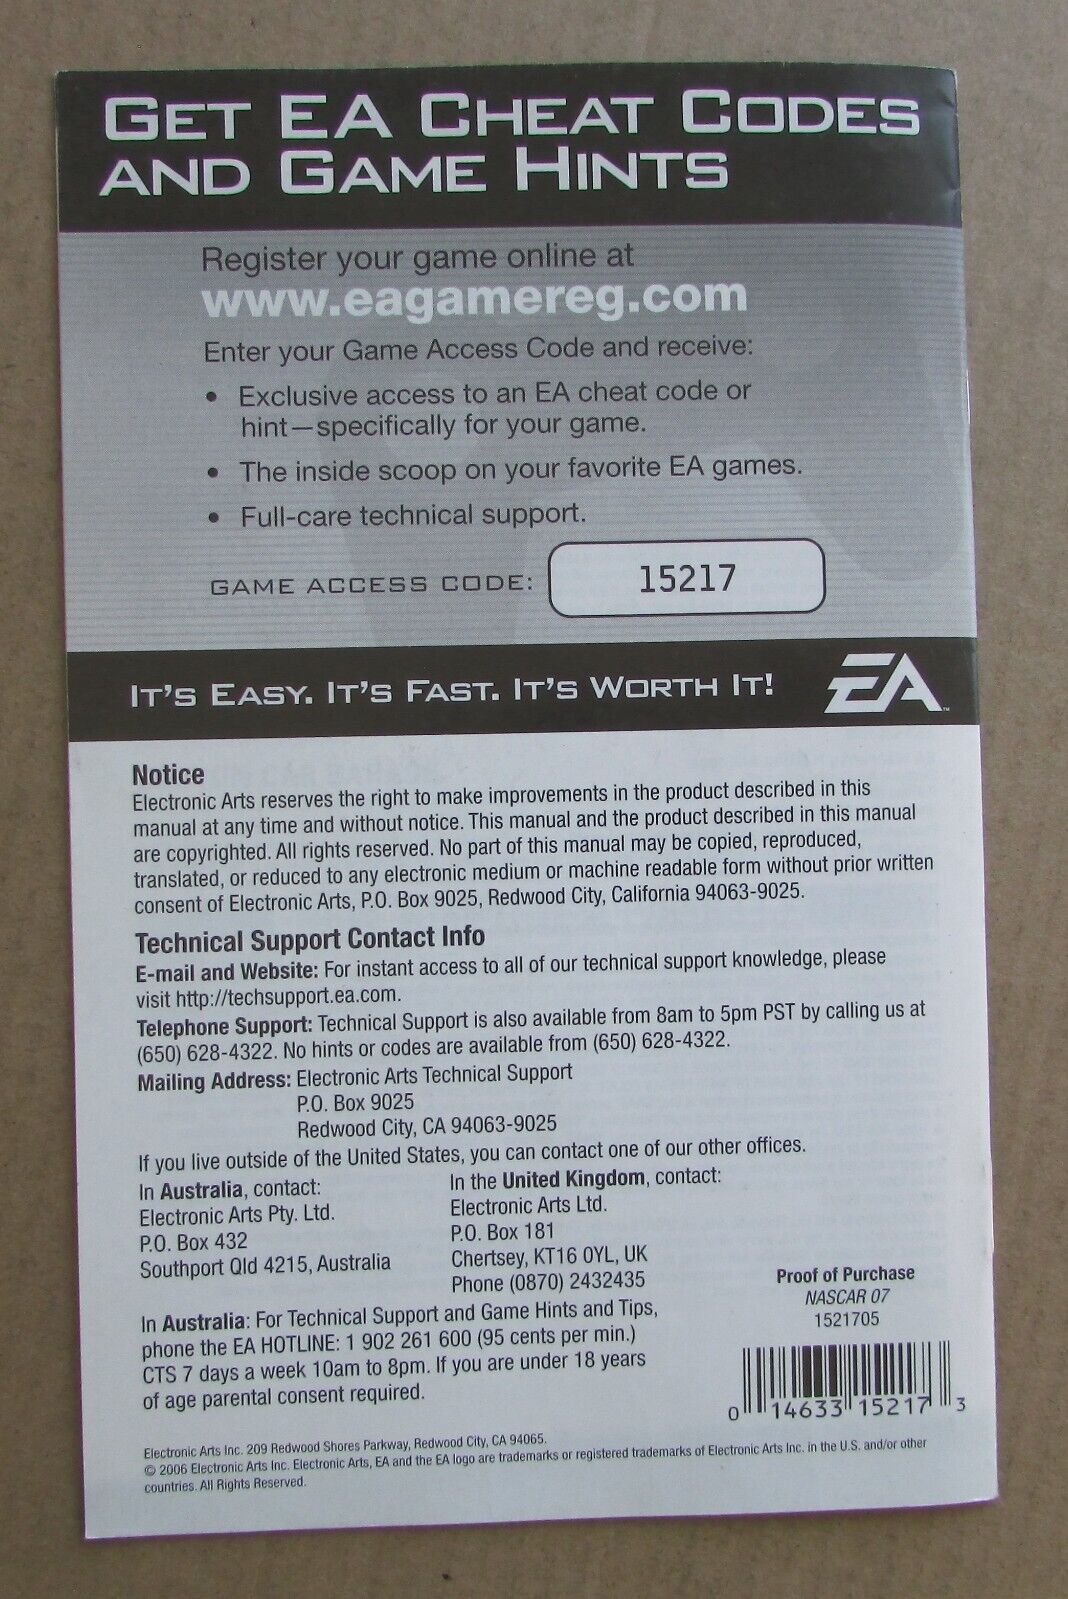 GET EA CHEAT CODES
AND GAME HINTS
Register your game online at
www.eagamereg.com
Enter your Game Access Code and receive:
• Exclusive access to an EA cheat code or
hint—specifically for your game.
• The inside scoop on your favorite EA games.
• Full-care technical support.
GAME ACCESS CODE: 15217
IT'S EASY. IT'S FAST. IT'S WORTH IT! EA™
Notice
Electronic Arts reserves the right to make improvements in the product described in this
manual at any time and without notice. This manual and the product described in this manual
are copyrighted. All rights reserved. No part of this manual may be copied, reproduced,
translated, or reduced to any electronic medium or machine readable form without prior written
consent of Electronic Arts, P.O. Box 9025, Redwood City, California 94063-9025.
Technical Support Contact Info
E-mail and Website: For instant access to all of our technical support knowledge, please
visit http://techsupport.ea.com.
Telephone Support: Technical Support is also available from 8am to 5pm PST by calling us at
(650) 628-4322. No hints or codes are available from (650) 628-4322.
Mailing Address: Electronic Arts Technical Support
P.O. Box 9025
Redwood City, CA 94063-9025
If you live outside of the United States, you can contact one of our other offices.
In Australia, contact:
Electronic Arts Pty. Ltd.
P.O. Box 432
Southport Qld 4215, Australia
In the United Kingdom, contact:
Electronic Arts Ltd.
P.O. Box 181
Chertsey, KT16 0YL, UK
Phone (0870) 2432435
In Australia: For Technical Support and Game Hints and Tips,
phone the EA HOTLINE: 1 902 261 600 (95 cents per min.)
CTS 7 days a week 10am to 8pm. If you are under 18 years
of age parental consent required.
Proof of Purchase
NASCAR 07
1521705
0 14633 15217 3
Electronic Arts Inc. 209 Redwood Shores Parkway, Redwood City, CA 94065.
© 2006 Electronic Arts Inc. Electronic Arts, EA and the EA logo are trademarks or registered trademarks of Electronic Arts Inc. in the U.S. and/or other
countries. All Rights Reserved.